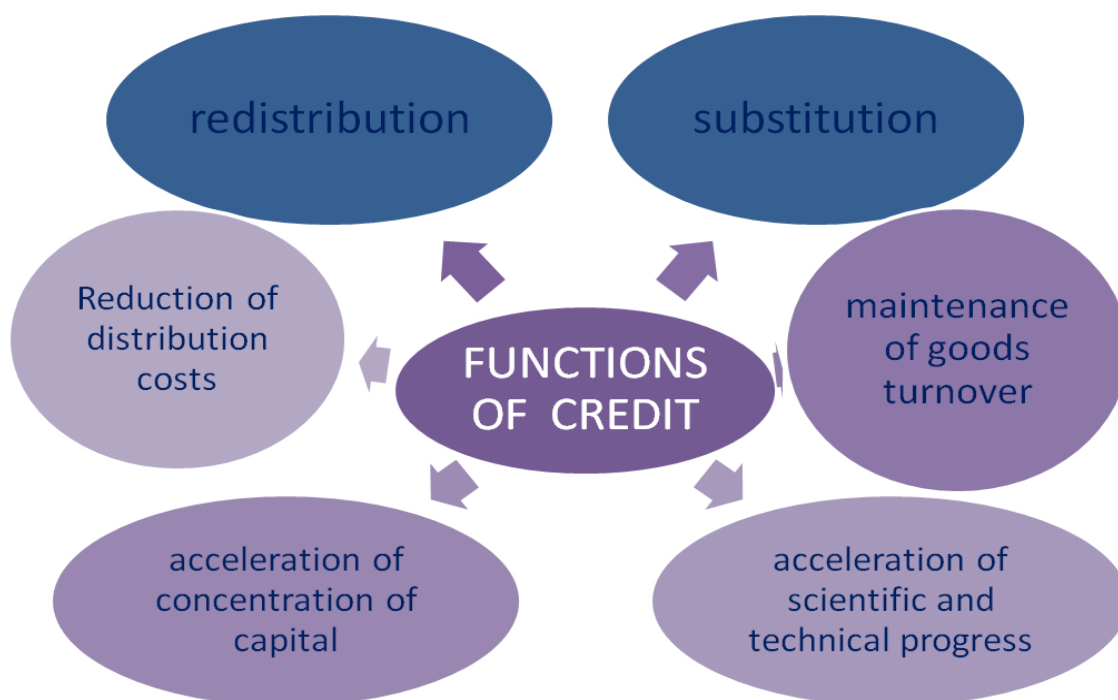 redistribution
substitution
Reduction of
distribution
costs
FUNCTIONS
OF CREDIT
maintenance
of goods
turnover
acceleration of
concentration of
capital
acceleration of
scientific and
technical progress